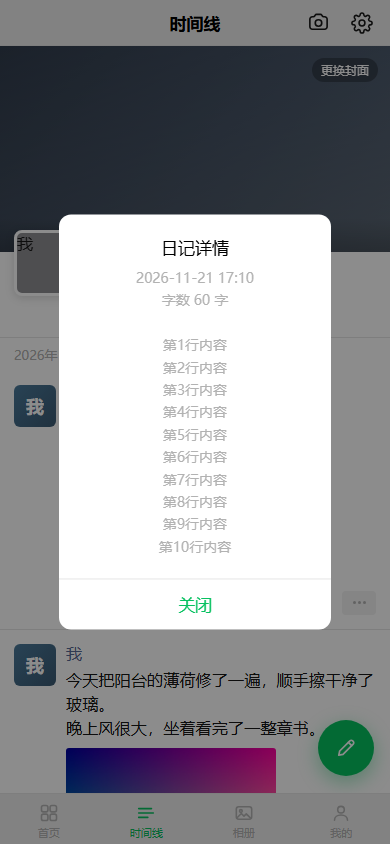 时间线
更换封面
我
日记详情
2026-11-21 17:10
字数 60 字
第1行内容
第2行内容
2026年
第3行内容
第4行内容
我
第5行内容
第6行内容
第7行内容
第8行内容
第9行内容
第10行内容
关闭
我
我
今天把阳台的薄荷修了一遍，顺手擦干净了
玻璃。
晚上风很大，坐着看完了一整章书。
首页
时间线
相册
我的